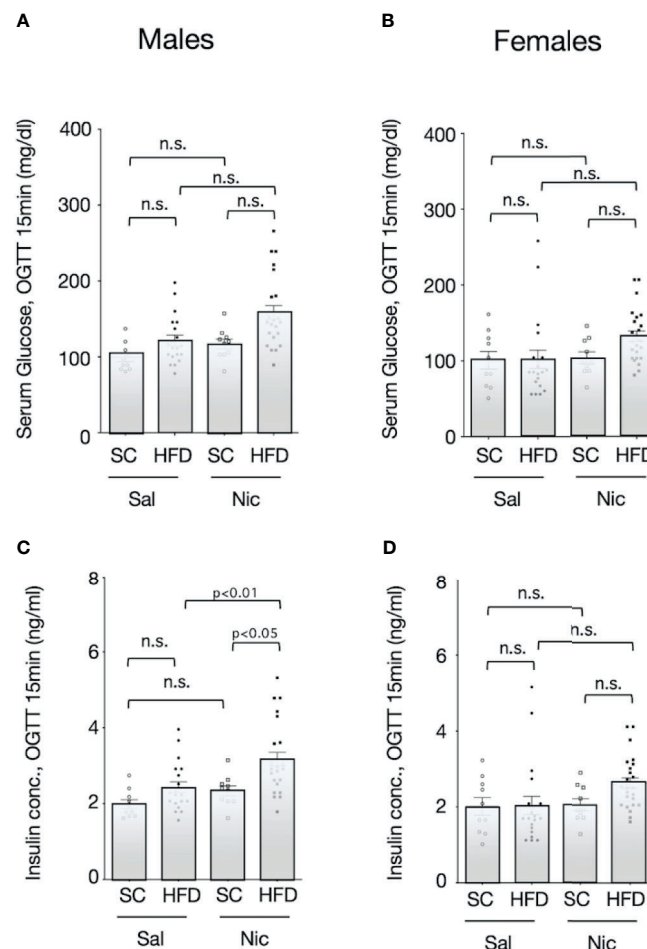 A
Males
Serum Glucose, OGTT 15min (mg/dl)
400
300
200
100
0
n.s.
n.s.
n.s.
n.s.
SC HFD SC HFD
Sal Nic
B
Females
Serum Glucose, OGTT 15min (mg/dl)
400
300
200
100
0
n.s.
n.s.
n.s.
n.s.
SC HFD SC HFD
Sal Nic
C
Insulin conc., OGTT 15min (ng/ml)
8
6
4
2
0
p<0.01
n.s.
p<0.05
n.s.
SC HFD SC HFD
Sal Nic
D
Insulin conc., OGTT 15min (ng/ml)
8
6
4
2
0
n.s.
n.s.
n.s.
n.s.
SC HFD SC HFD
Sal Nic